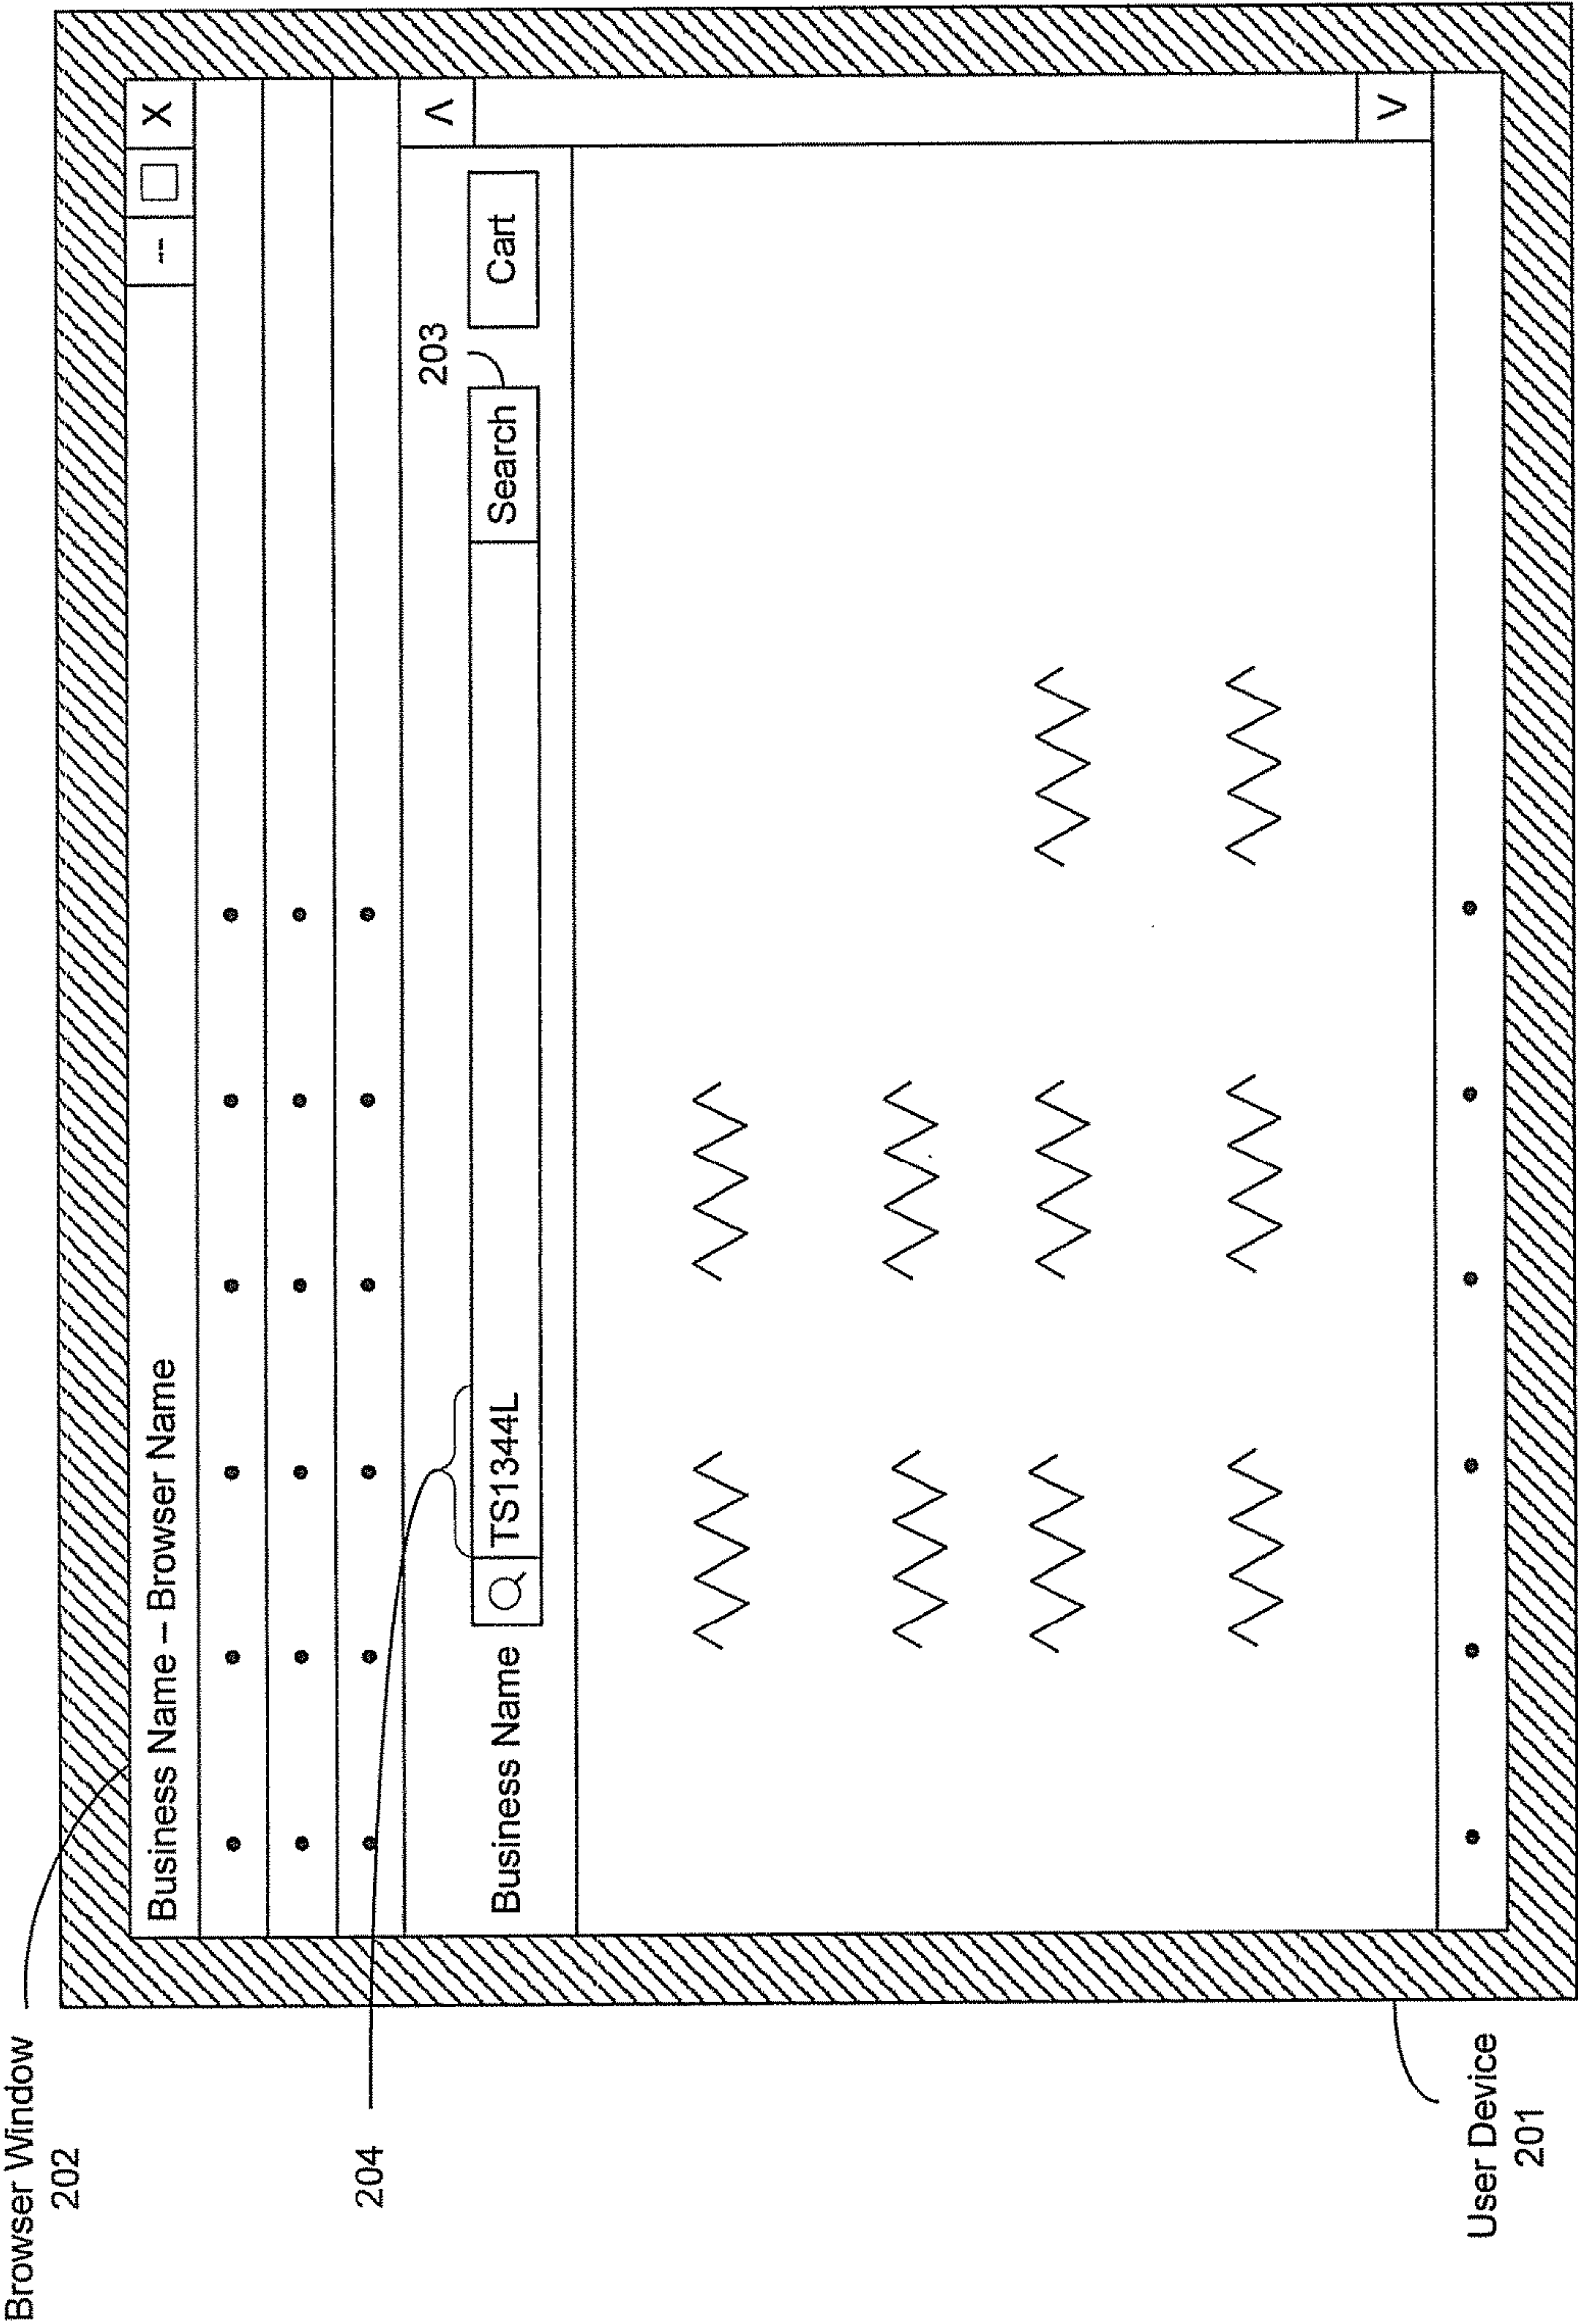 Browser Window
202
Business Name – Browser Name
X
203
204
Business Name
TS1344L
Search
Cart
User Device
201